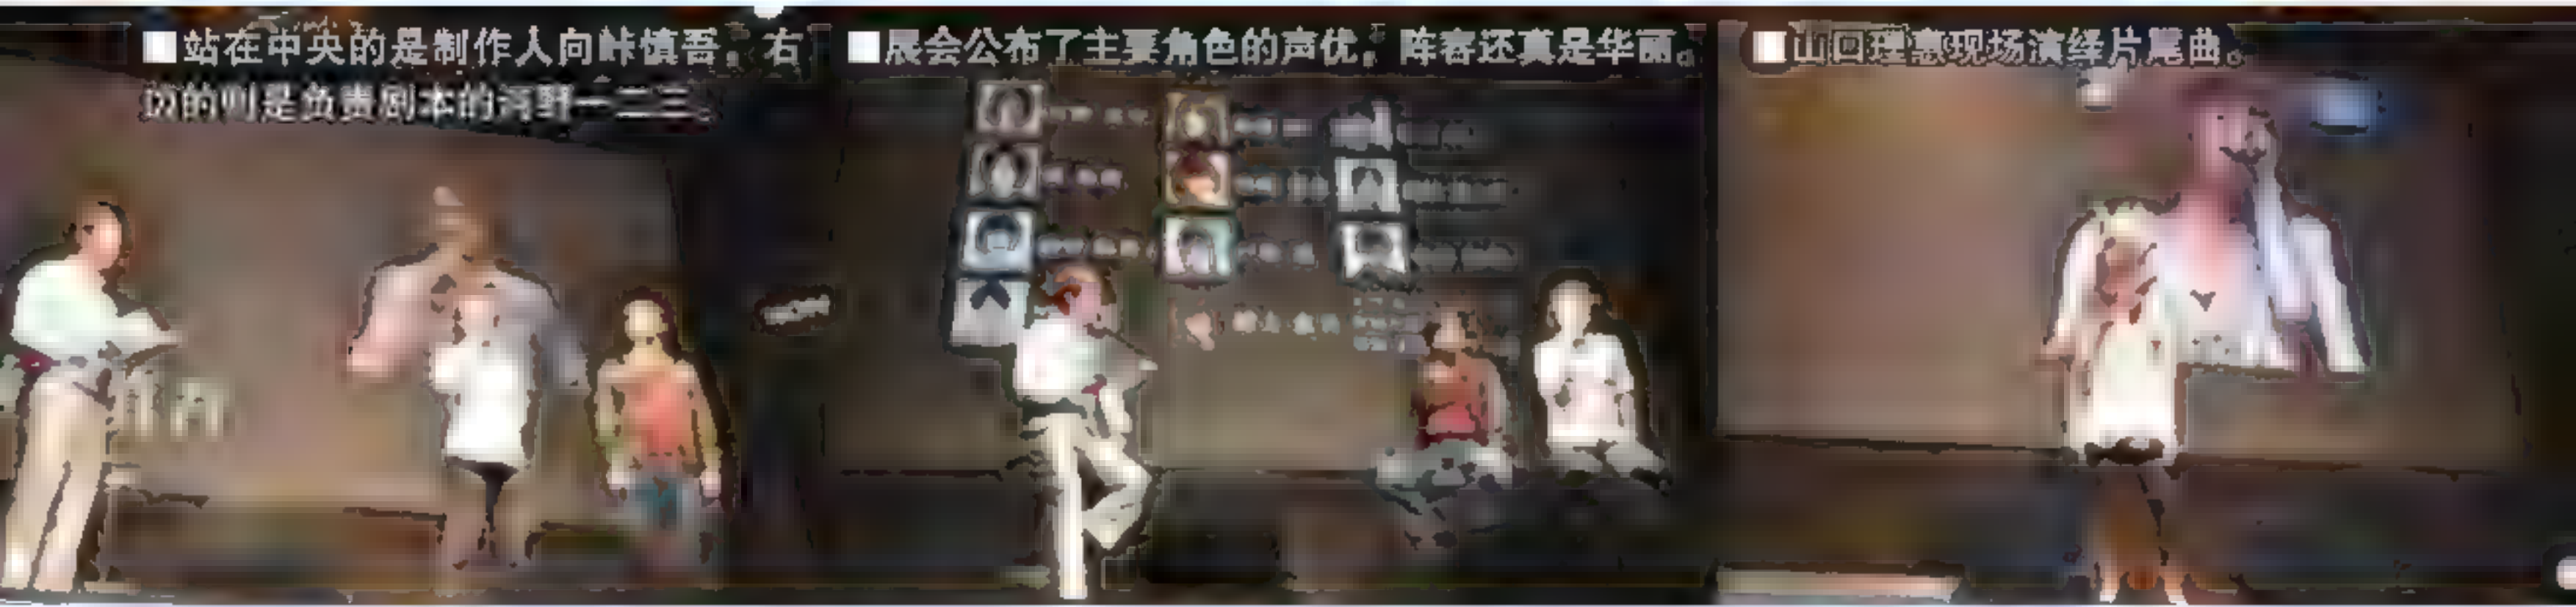 ■站在中央的是制作人向峠慎吾。右
边的则是负责剧本的河野一二三。
■展会公布了主要角色的声优，阵容还真是华丽。
■山口理惠现场演绎片尾曲。